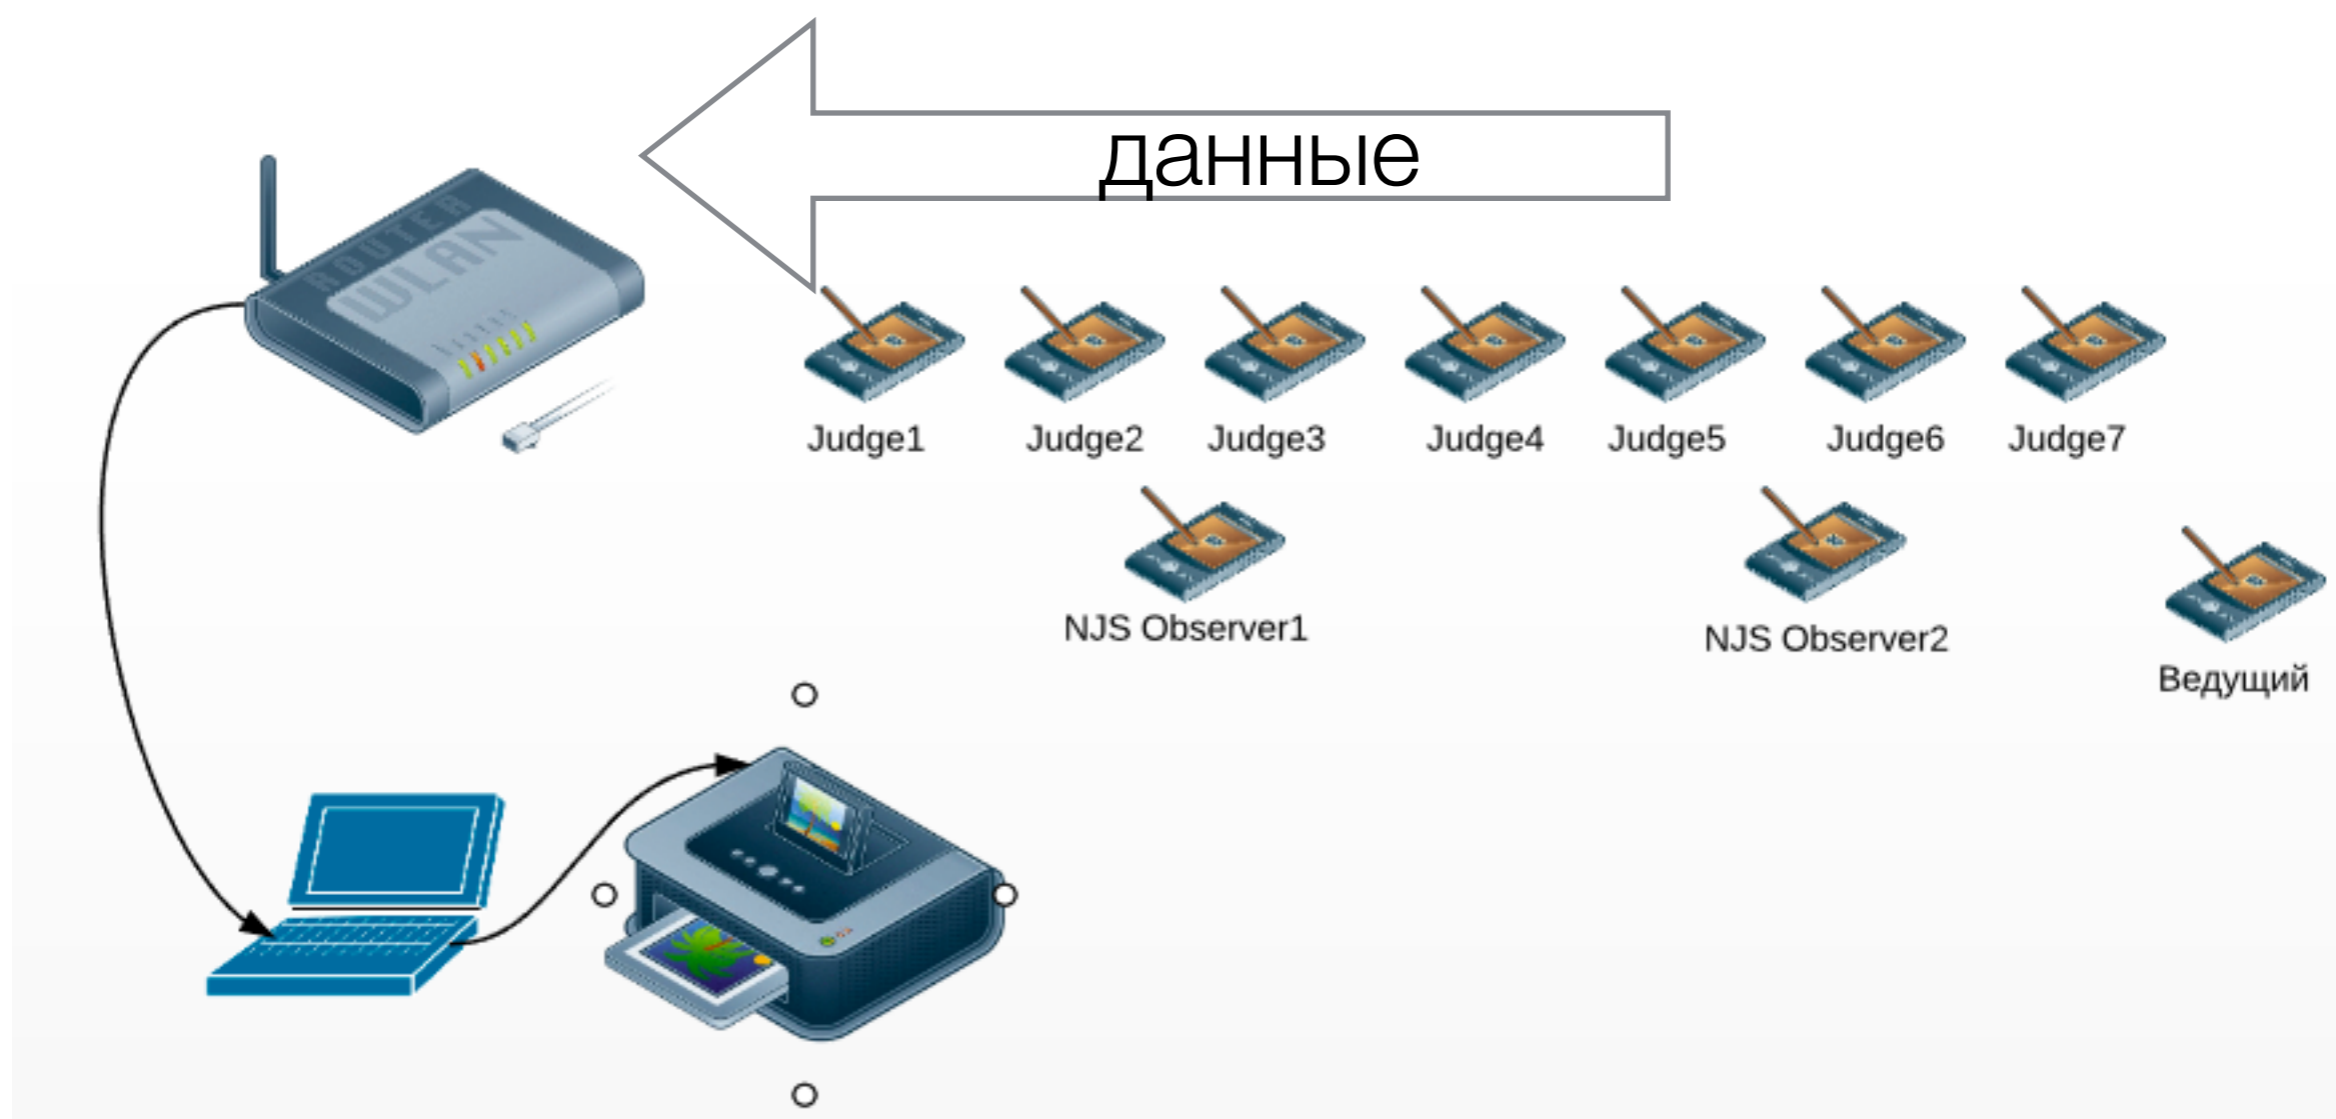 данные
ROUTER
WLAN
Judge1 Judge2 Judge3 Judge4 Judge5 Judge6 Judge7
NJS Observer1 NJS Observer2
Ведущий